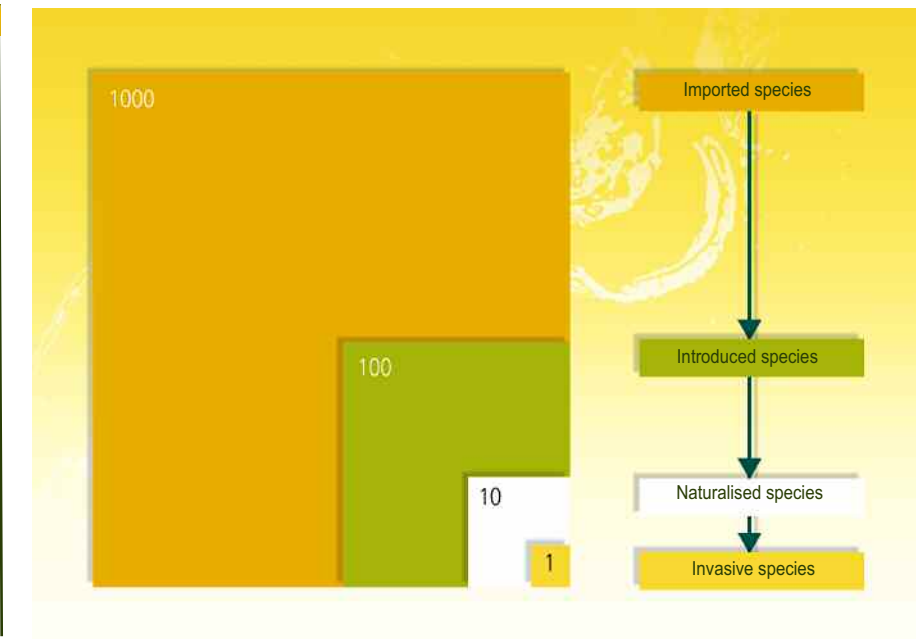 1000
Imported species
100
Introduced species
10
Naturalised species
1
Invasive species